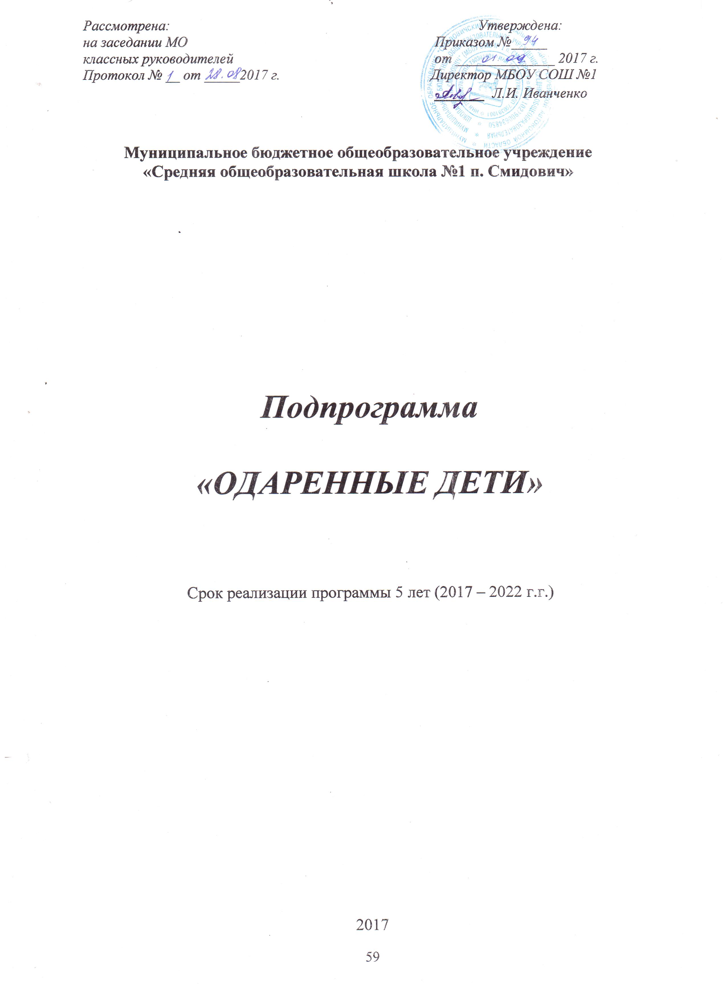 Рассмотрена:
на заседании МО
классных руководителей
Протокол № 1 от 28.08 2017 г.
Утверждена:
Приказом № 94
от 01.09 2017 г.
Директор МБОУ СОШ №1
Л.И. Иванченко
Муниципальное бюджетное общеобразовательное учреждение
«Средняя общеобразовательная школа №1 п. Смидович»
Подпрограмма
«ОДАРЕННЫЕ ДЕТИ»
Срок реализации программы 5 лет (2017 – 2022 г.г.)
2017
59